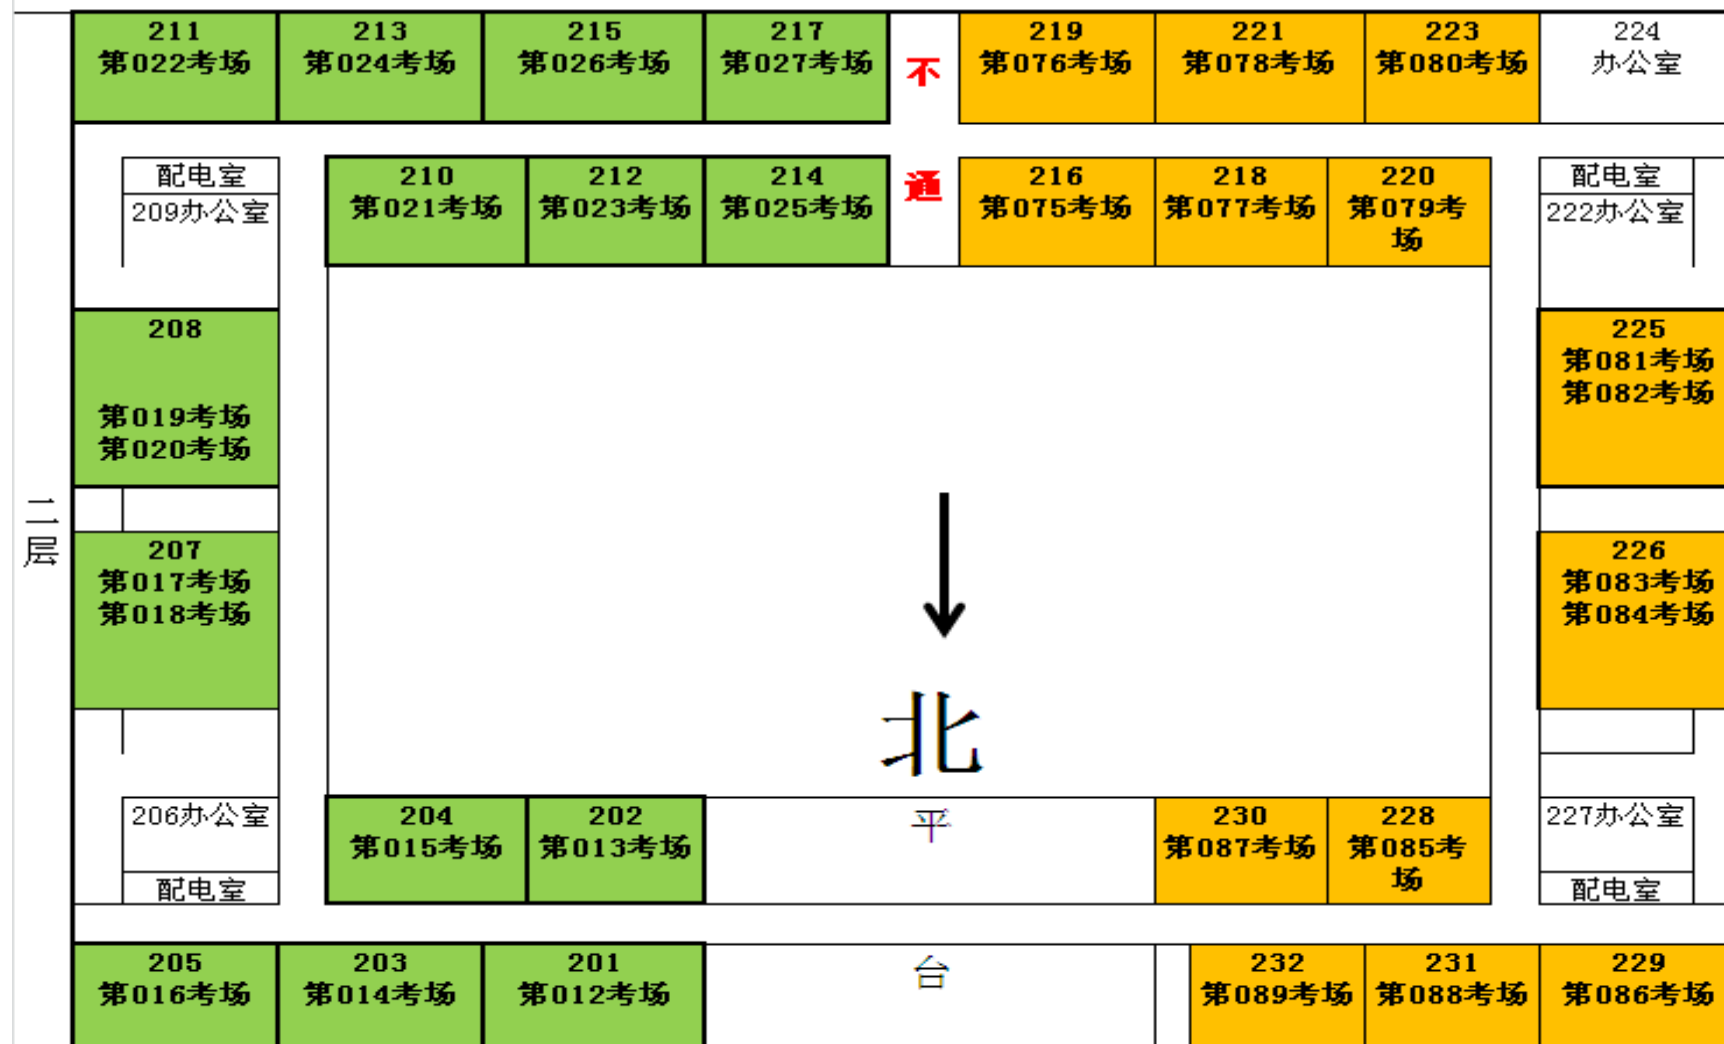 211
第022考场
213
第024考场
215
第026考场
217
第027考场
不
219
第076考场
221
第078考场
223
第080考场
224
办公室
配电室
209办公室
210
第021考场
212
第023考场
214
第025考场
通
216
第075考场
218
第077考场
220
第079考
场
配电室
222办公室
208
第019考场
第020考场
225
第081考场
第082考场
二
层
207
第017考场
第018考场
226
第083考场
第084考场
北
206办公室
配电室
204
第015考场
202
第013考场
平
230
第087考场
228
第085考
场
227办公室
配电室
205
第016考场
203
第014考场
201
第012考场
台
232
第089考场
231
第088考场
229
第086考场